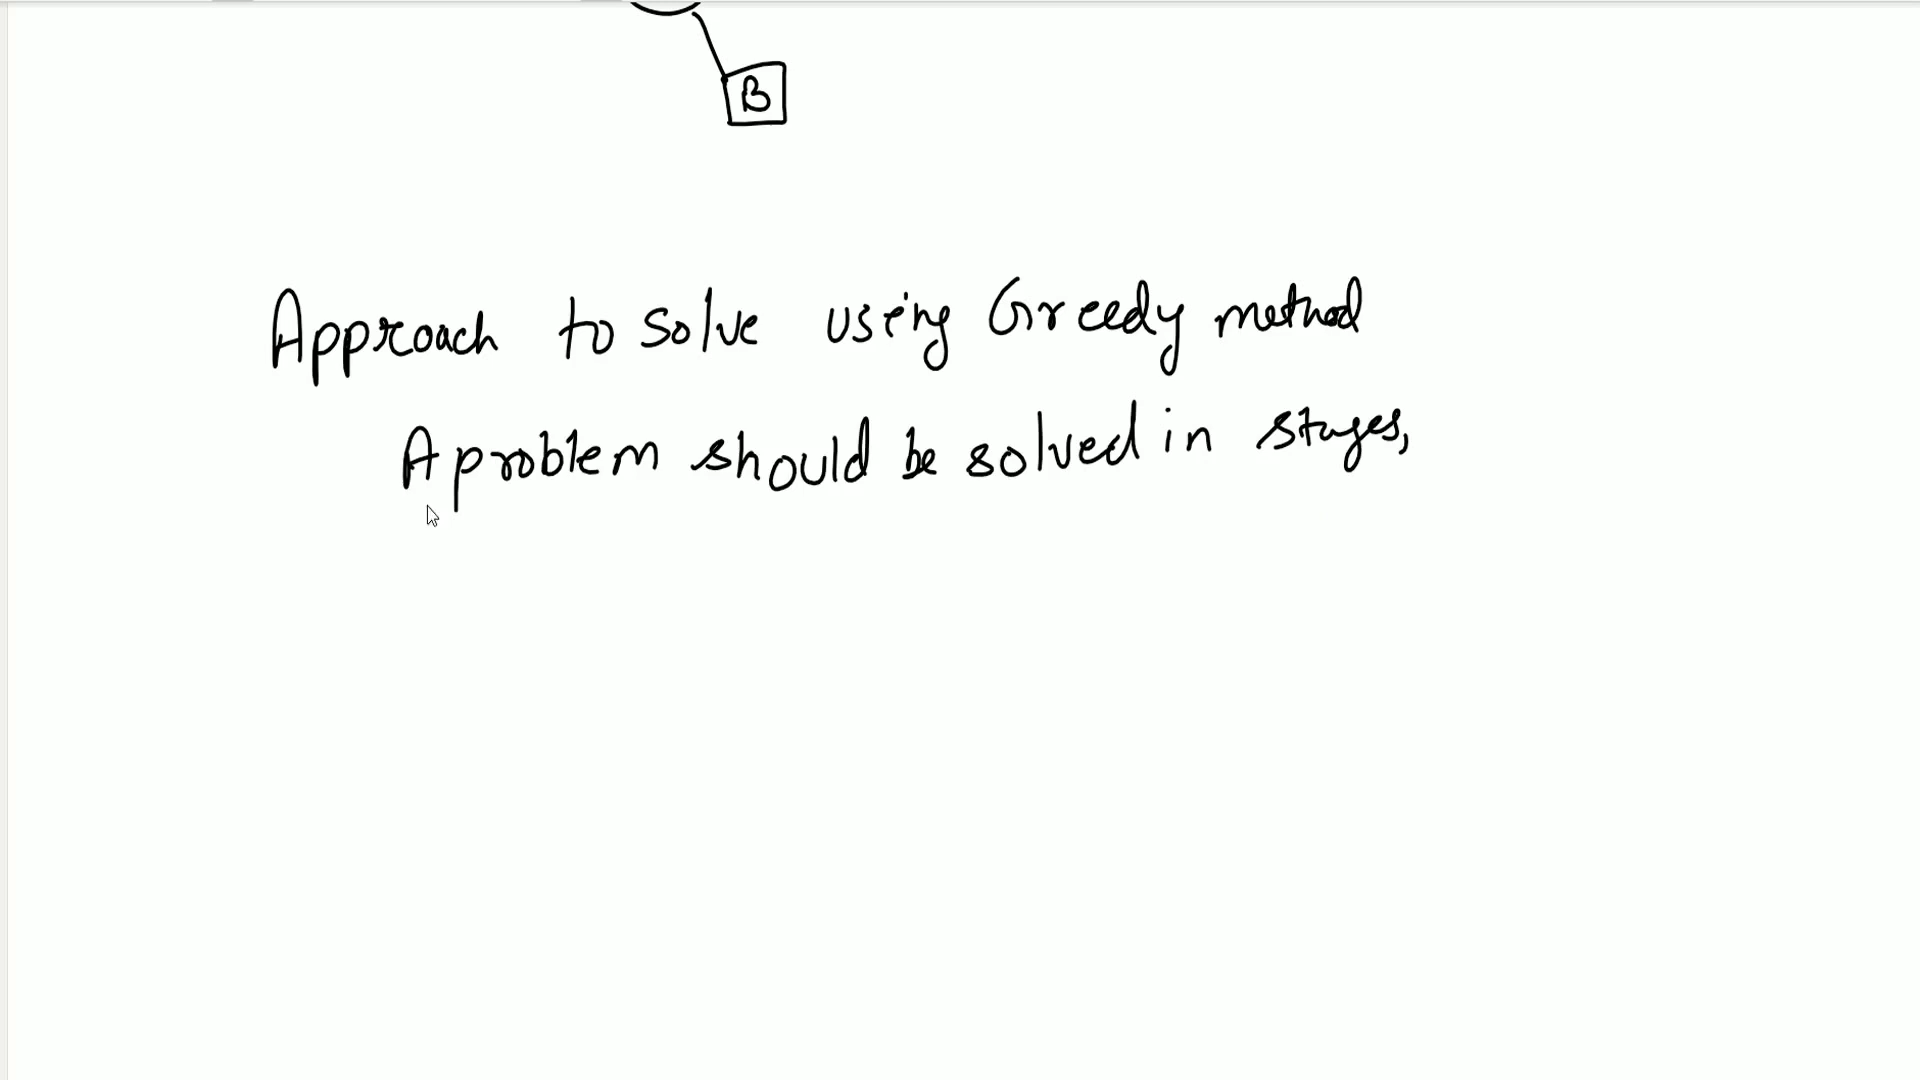 B
Approach to solve using Greedy method
A problem should be solved in stages,